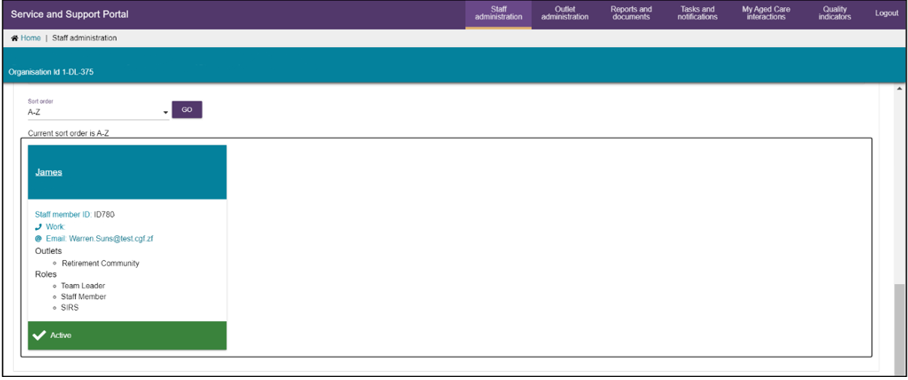 Service and Support Portal
Staff administration
Outlet administration
Reports and documents
Tasks and notifications
My Aged Care interactions
Quality indicators
Logout
Home | Staff administration
Organisation Id 1-DL-375
Sort order
A-Z
GO
Current sort order is A-Z
James
Staff member ID: ID780
Work:
Email: Warren.Suns@test.cgf.zf
Outlets
Retirement Community
Roles
Team Leader
Staff Member
SIRS
Active